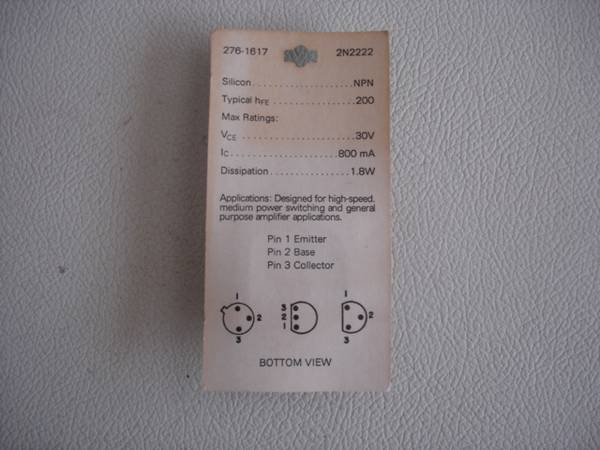 276-1617 2N2222
Silicon............................NPN
Typical hFE ..................200
Max Ratings:
VCE ............................30V
IC............................800 mA
Dissipation..................1.8W
Applications: Designed for high-speed,
medium power switching and general
purpose amplifier applications.
Pin 1 Emitter
Pin 2 Base
Pin 3 Collector
1 2 3
3 2 1
1 2 3
BOTTOM VIEW